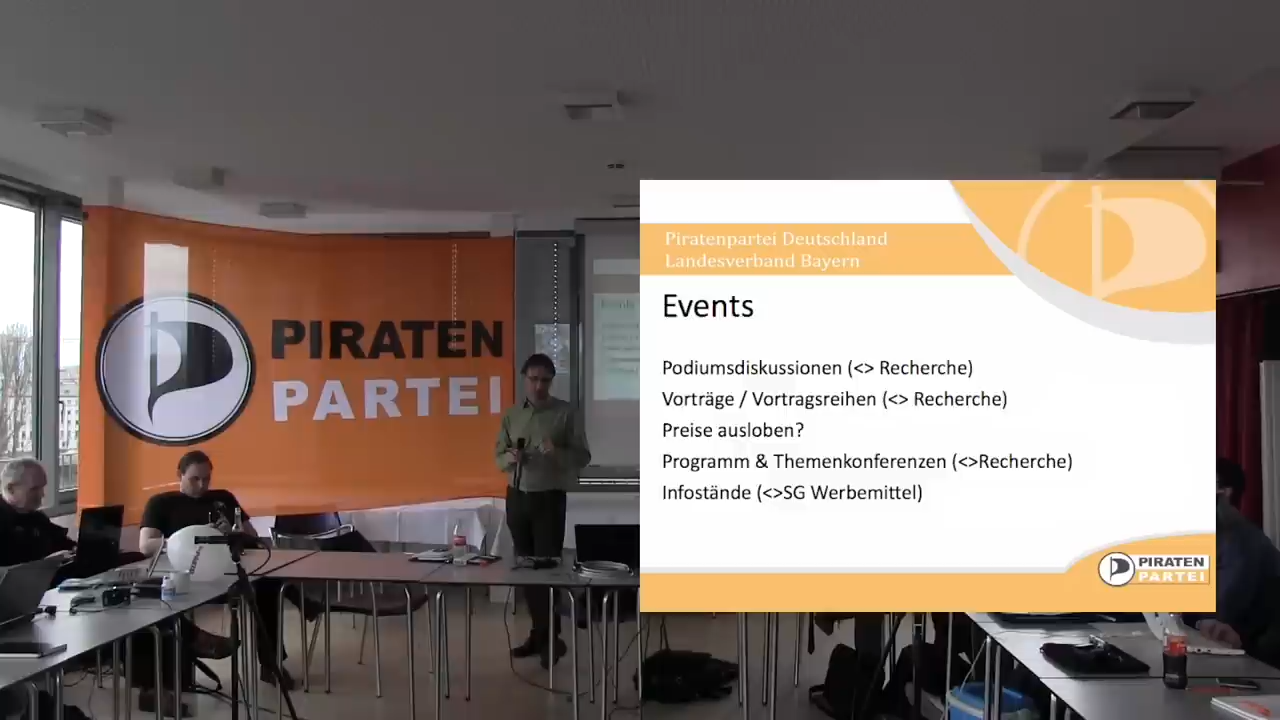 PIRATEN
PARTEI
Piratenpartei Deutschland
Landesverband Bayern
Events
Podiumsdiskussionen (<> Recherche)
Vorträge / Vortragsreihen (<> Recherche)
Preise ausloben?
Programm & Themenkonferenzen (<>Recherche)
Infostände (<>SG Werbemittel)
PIRATEN
PARTEI